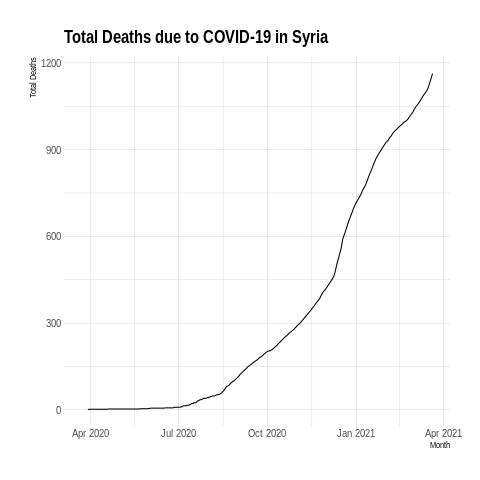 Total Deaths due to COVID-19 in Syria
Total Deaths
1200
900
600
300
0
Apr 2020 Jul 2020 Oct 2020 Jan 2021 Apr 2021
Month